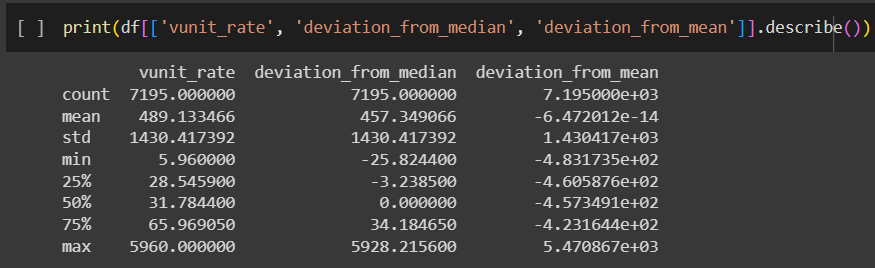 [ ] print(df[['vunit_rate', 'deviation_from_median', 'deviation_from_mean']].describe())
vunit_rate deviation_from_median deviation_from_mean
count 7195.000000 7195.000000 7.195000e+03
mean 489.133466 457.349066 -6.472012e-14
std 1430.417392 1430.417392 1.430417e+03
min 5.960000 -25.824400 -4.831735e+02
25% 28.545900 -3.238500 -4.605876e+02
50% 31.784400 0.000000 -4.573491e+02
75% 65.969050 34.184650 -4.231644e+02
max 5960.000000 5928.215600 5.470867e+03